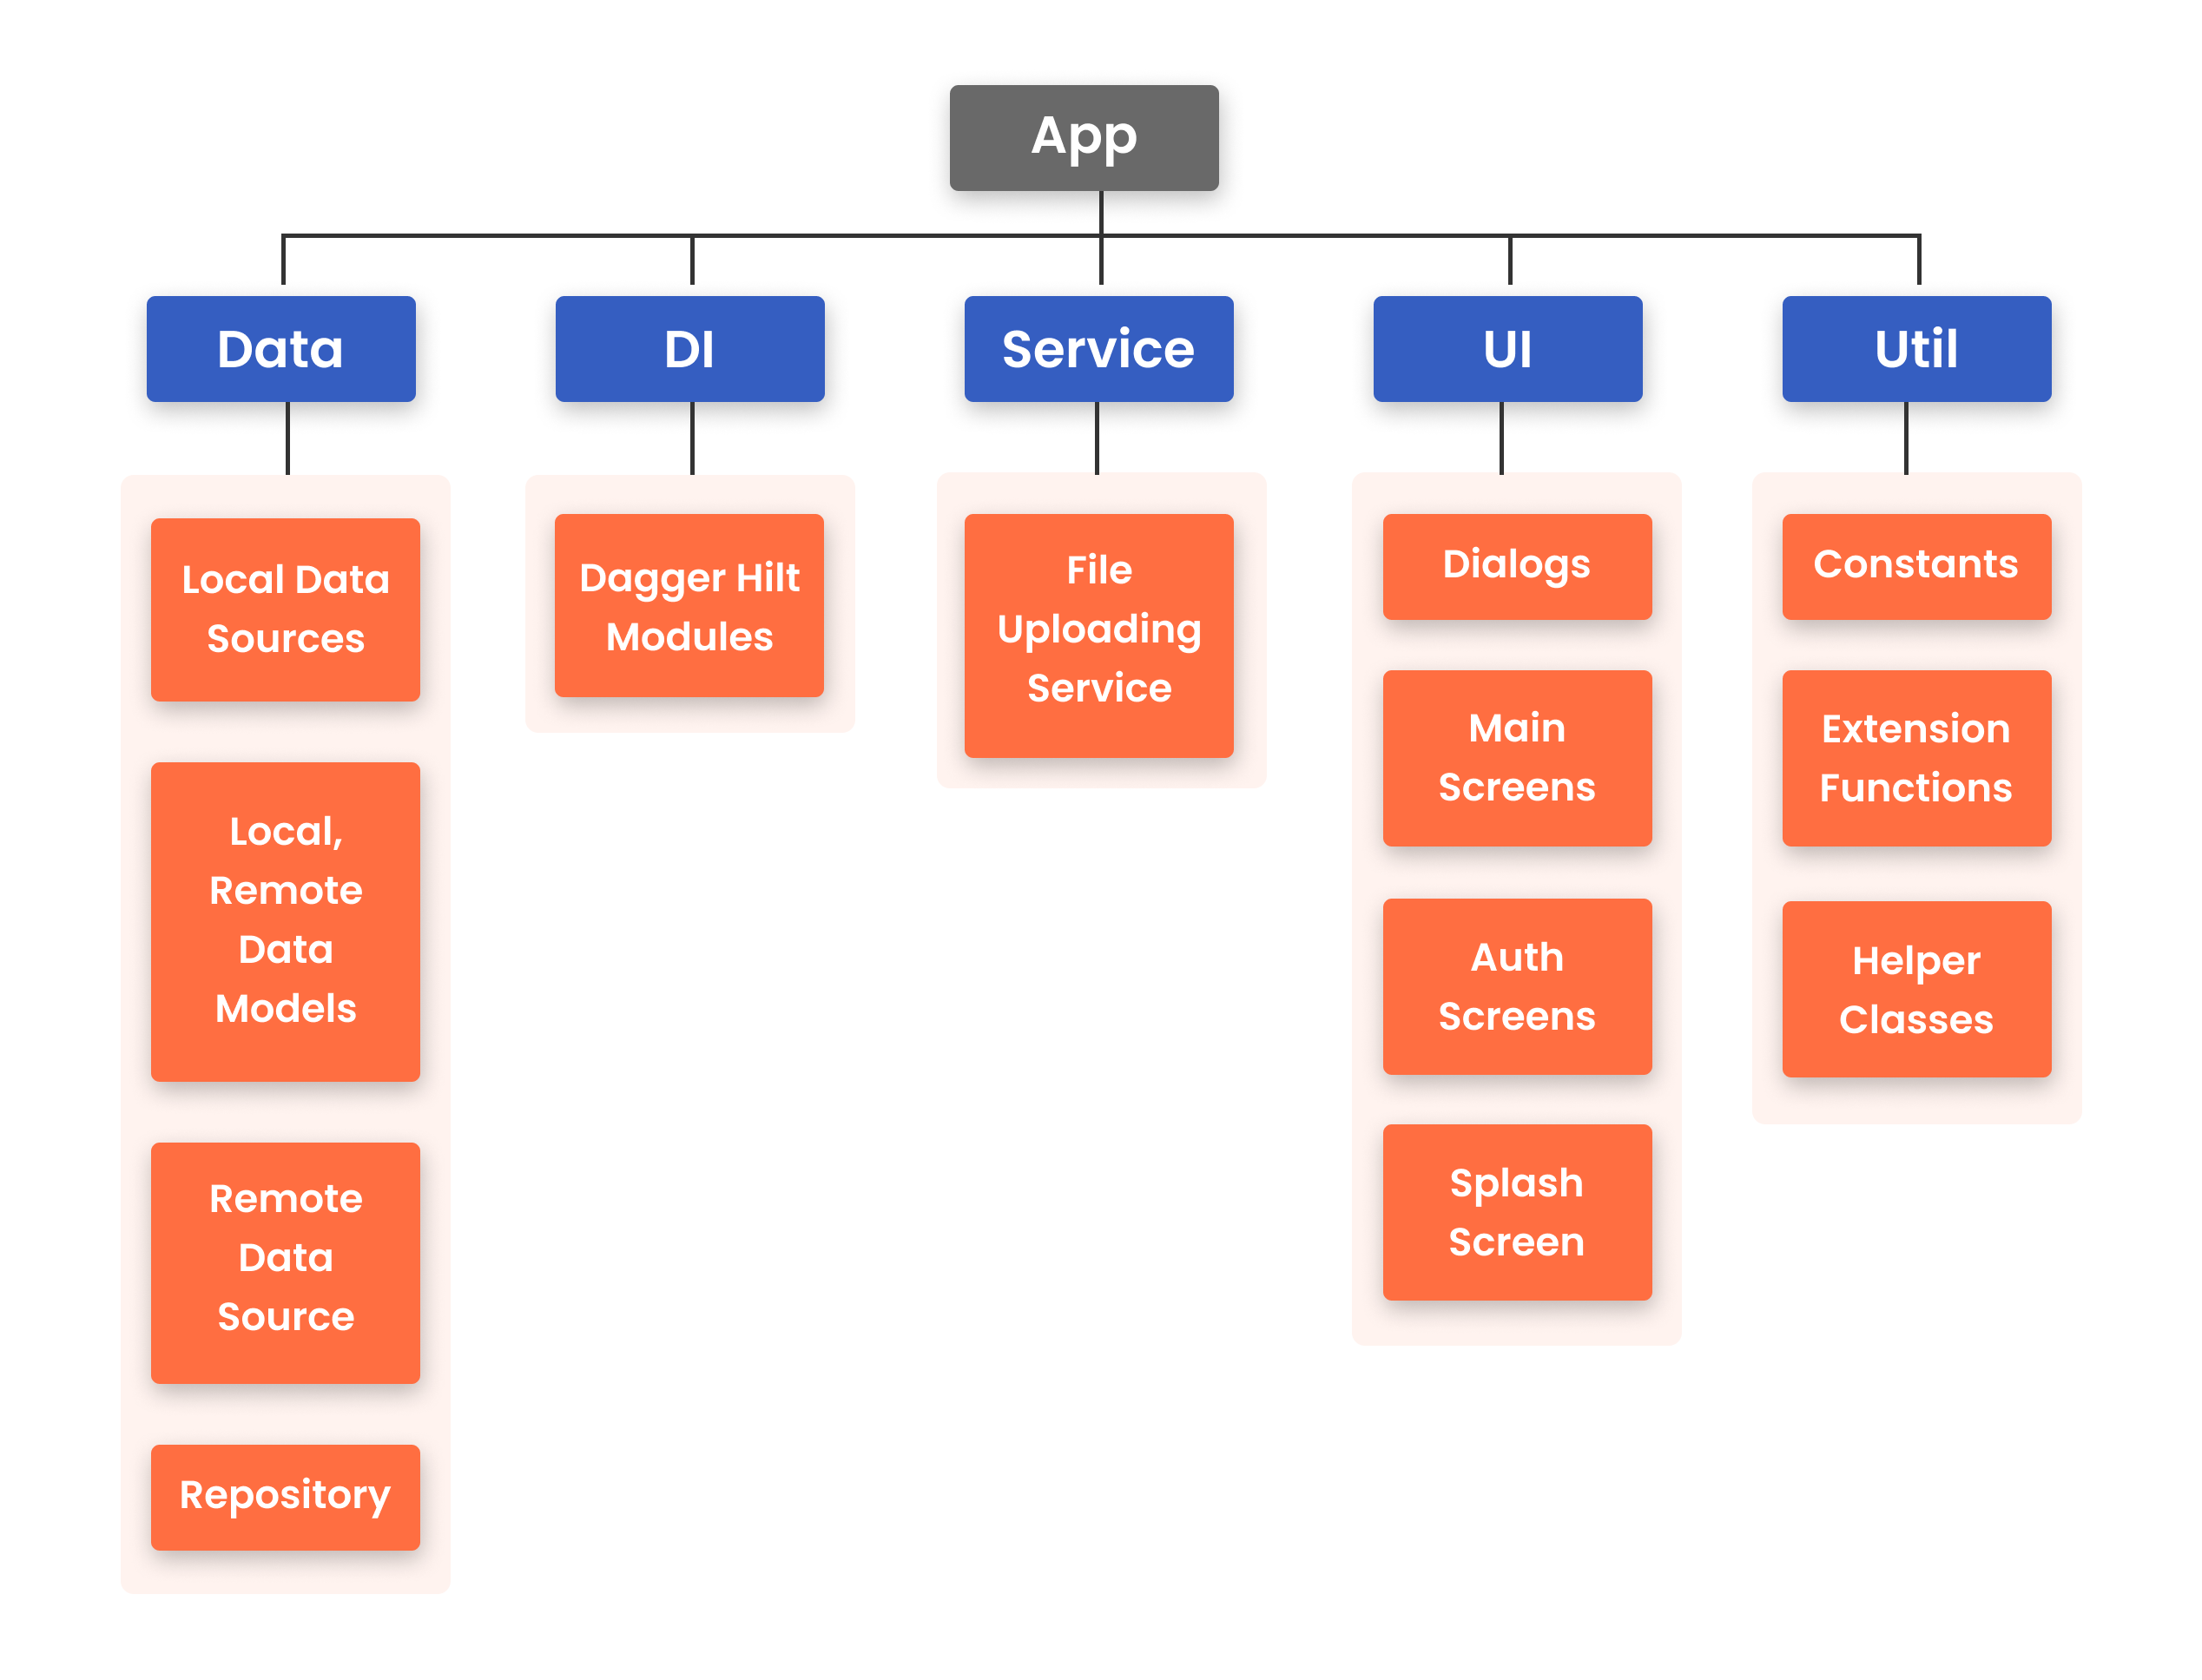 App
Data
DI
Service
UI
Util
Local Data
Sources
Local,
Remote
Data
Models
Remote
Data
Source
Repository
Dagger Hilt
Modules
File
Uploading
Service
Dialogs
Main
Screens
Auth
Screens
Splash
Screen
Constants
Extension
Functions
Helper
Classes